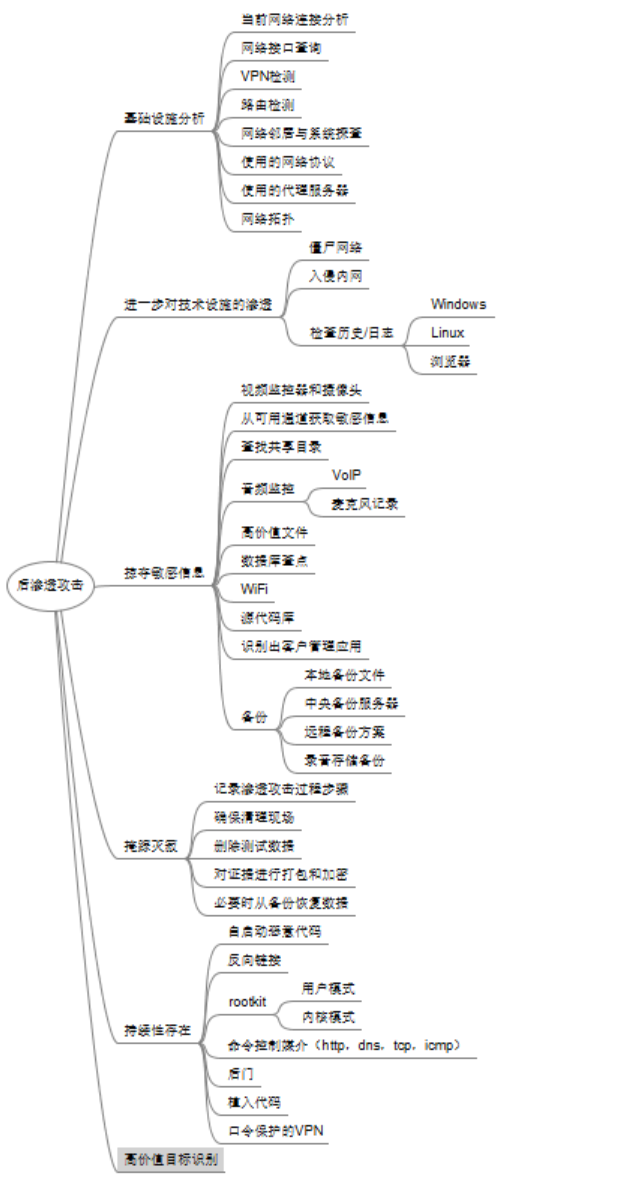 当前网络连接分析
网络接口查询
VPN检测
基础设施分析
路由检测
网络邻居与系统探查
使用的网络协议
使用的代理服务器
网络拓扑
僵尸网络
入侵内网
进一步对技术设施的渗透
检查历史/日志
Windows
Linux
浏览器
视频监控器和摄像头
从可用通道获取敏感信息
查找共享目录
音频监控
VoIP
麦克风记录
高价值文件
数据库查点
后渗透攻击
掠夺敏感信息
WiFi
源代码库
识别出客户管理应用
备份
本地备份文件
中央备份服务器
远程备份方案
录音存储备份
记录渗透攻击过程步骤
确保清理现场
掩踪灭迹
删除测试数据
对证据进行打包和加密
必要时从备份恢复数据
自启动恶意代码
反向链接
rootkit
用户模式
内核模式
持续性存在
命令控制媒介（http，dns，tcp，icmp）
后门
植入代码
口令保护的VPN
高价值目标识别